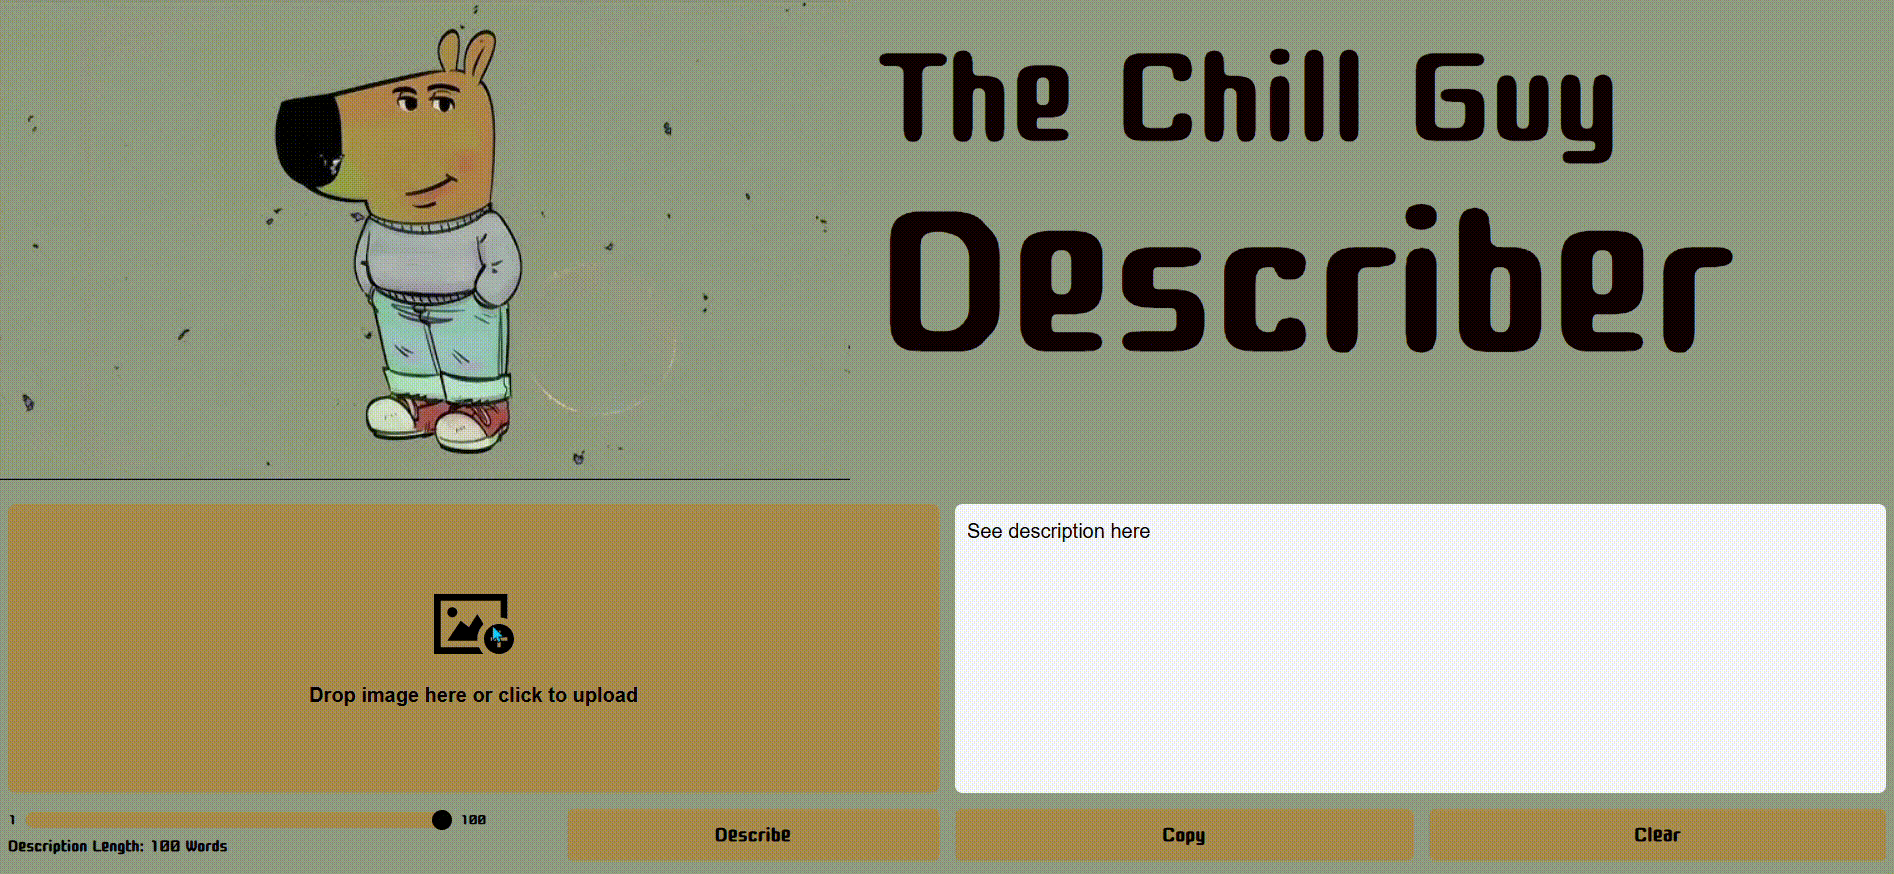 The Chill Guy
Describer
See description here
Drop image here or click to upload
1
100
Description Length: 100 Words
Describe
Copy
Clear